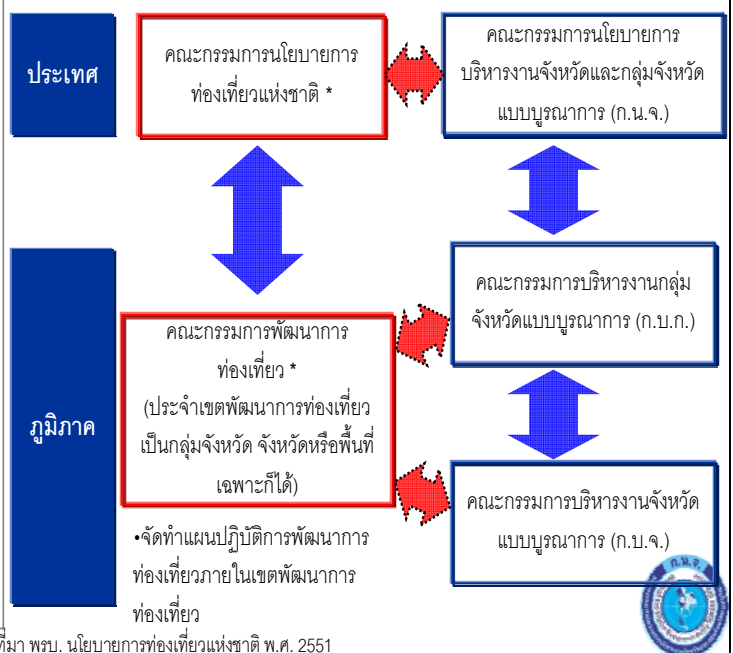 ประเทศ
คณะกรรมการนโยบายการ
ท่องเที่ยวแห่งชาติ *
คณะกรรมการนโยบายการ
บริหารงานจังหวัดและกลุ่มจังหวัด
แบบบูรณาการ (ก.น.จ.)
ภูมิภาค
คณะกรรมการพัฒนาการ
ท่องเที่ยว *
(ประจำเขตพัฒนาการท่องเที่ยว
เป็นกลุ่มจังหวัด จังหวัดหรือพื้นที่
เฉพาะก็ได้)
คณะกรรมการบริหารงานกลุ่ม
จังหวัดแบบบูรณาการ (ก.บ.ก.)
คณะกรรมการบริหารงานจังหวัด
แบบบูรณาการ (ก.บ.จ.)
•จัดทำแผนปฏิบัติการพัฒนาการ
ท่องเที่ยวภายในเขตพัฒนาการ
ท่องเที่ยว
ก.น.จ.
ที่มา พรบ. นโยบายการท่องเที่ยวแห่งชาติ พ.ศ. 2551